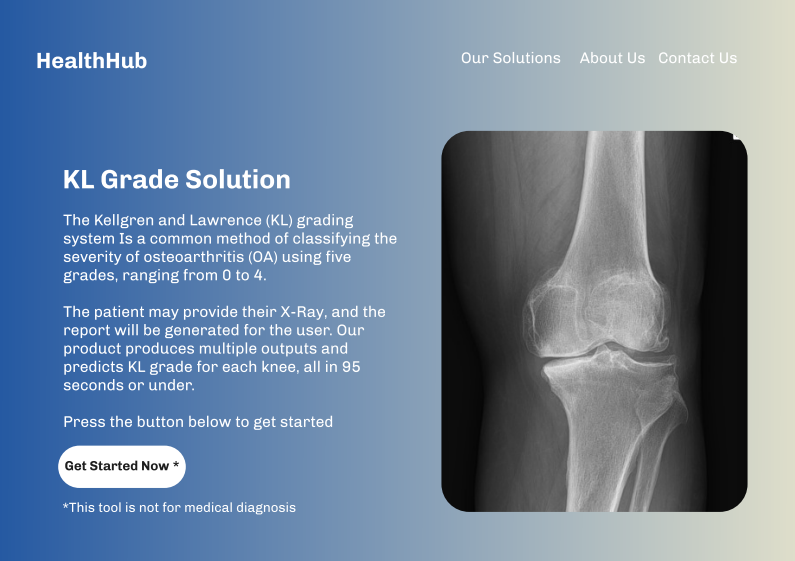 HealthHub
Our Solutions About Us Contact Us
KL Grade Solution
The Kellgren and Lawrence (KL) grading
system Is a common method of classifying the
severity of osteoarthritis (OA) using five
grades, ranging from 0 to 4.
The patient may provide their X-Ray, and the
report will be generated for the user. Our
product produces multiple outputs and
predicts KL grade for each knee, all in 95
seconds or under.
Press the button below to get started
Get Started Now *
*This tool is not for medical diagnosis